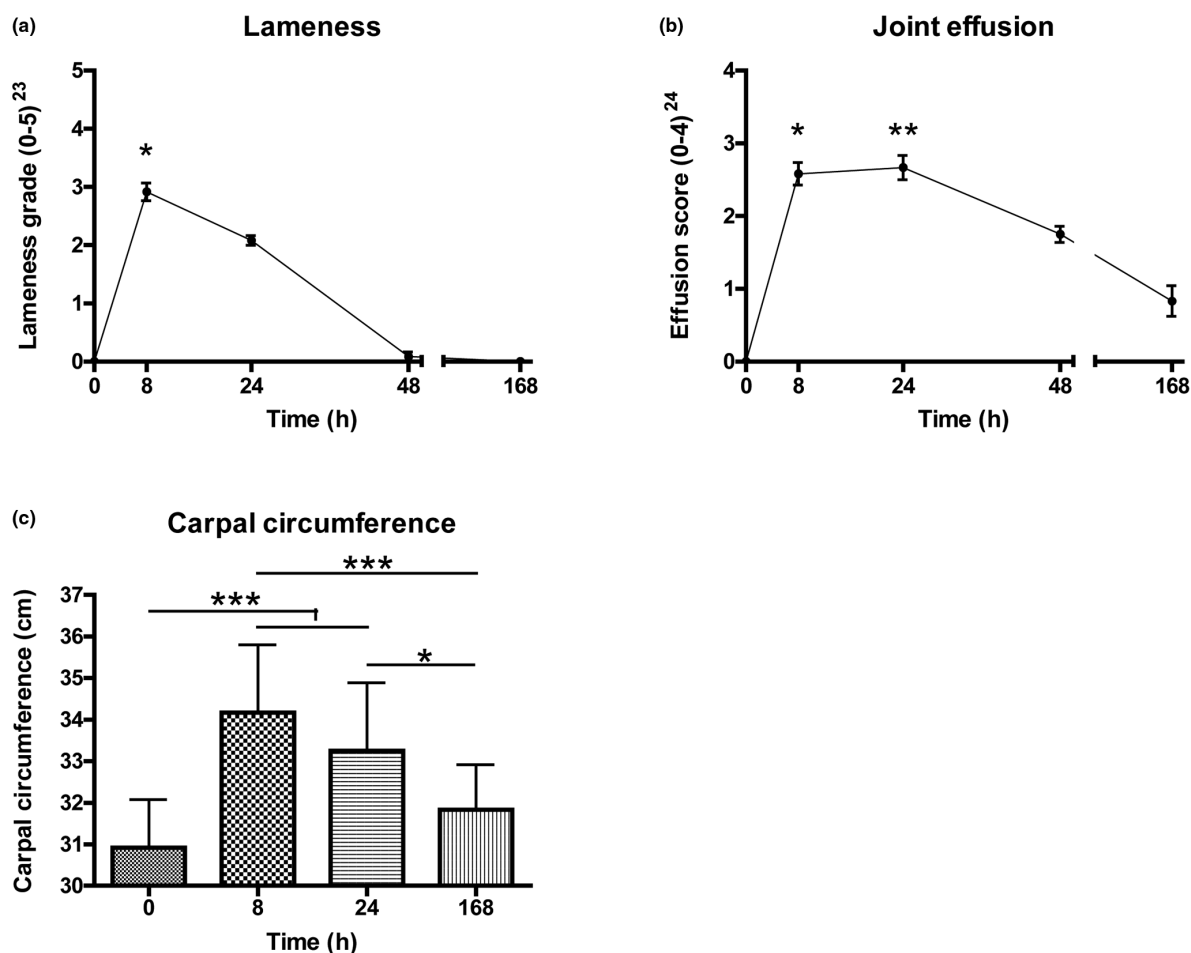 (a)
Lameness
Lameness grade (0-5)²³
5
4
3
2
1
0
*
0 8 24 48 168
Time (h)
(b)
Joint effusion
Effusion score (0-4)²⁴
4
3
2
1
0
* **
0 8 24 48 168
Time (h)
(c)
Carpal circumference
Carpal circumference (cm)
37
36
35
34
33
32
31
30
***
***
*
0 8 24 168
Time (h)